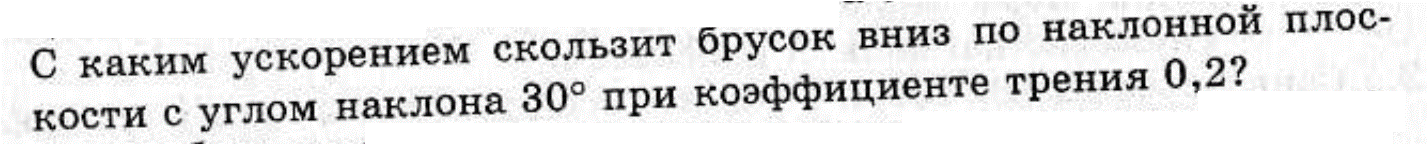 С каким ускорением скользит брусок вниз по наклонной плос-
кости с углом наклона 30° при коэффициенте трения 0,2?